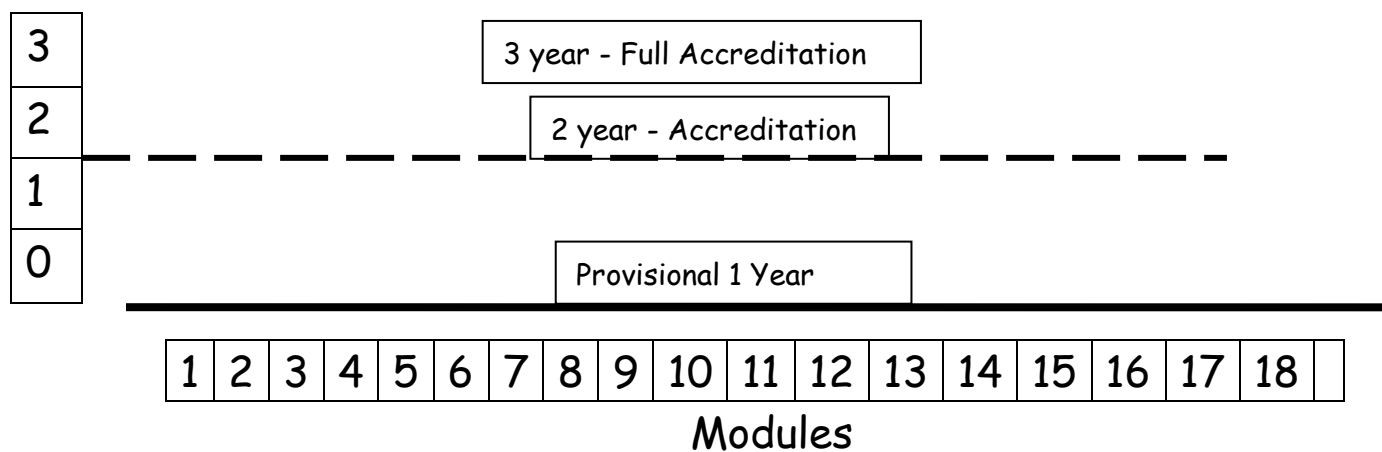 3
3 year - Full Accreditation
2
2 year - Accreditation
1
0
Provisional 1 Year
1 2 3 4 5 6 7 8 9 10 11 12 13 14 15 16 17 18
Modules